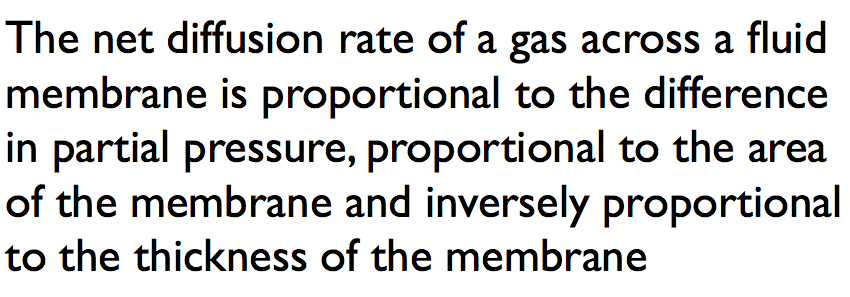 The net diffusion rate of a gas across a fluid
membrane is proportional to the difference
in partial pressure, proportional to the area
of the membrane and inversely proportional
to the thickness of the membrane